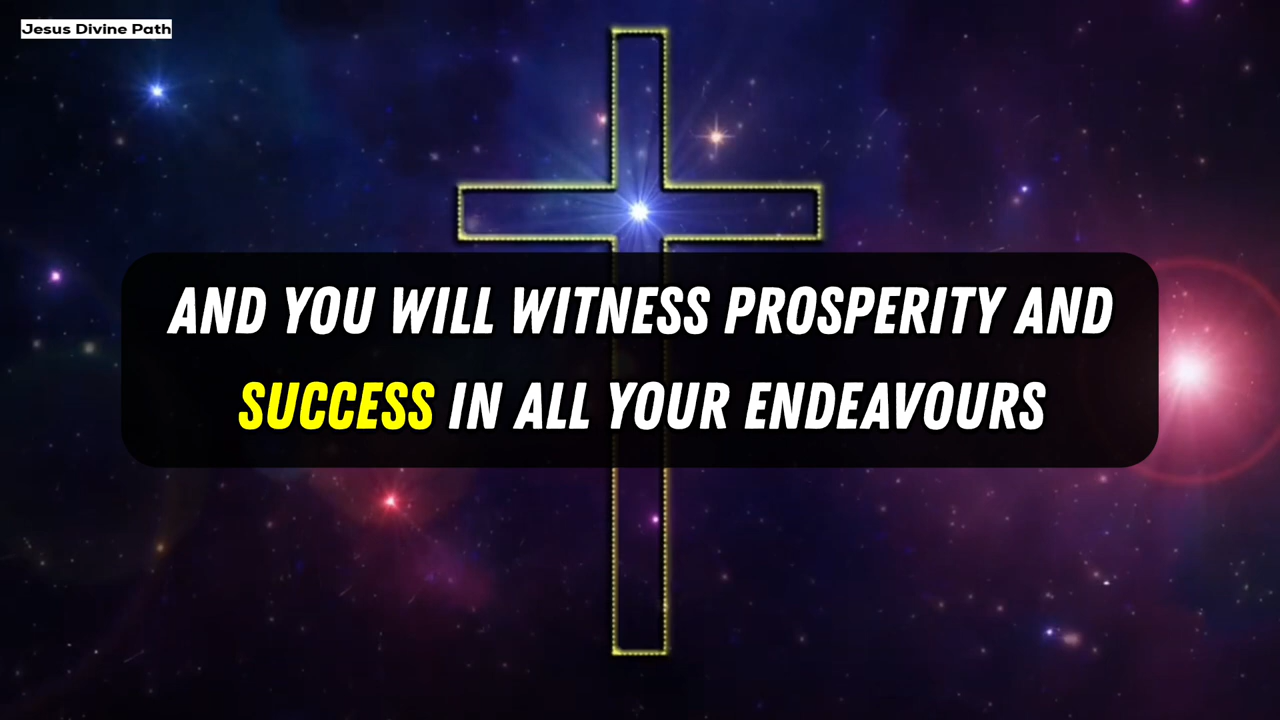 Jesus Divine Path
AND YOU WILL WITNESS PROSPERITY AND
SUCCESS IN ALL YOUR ENDEAVOURS